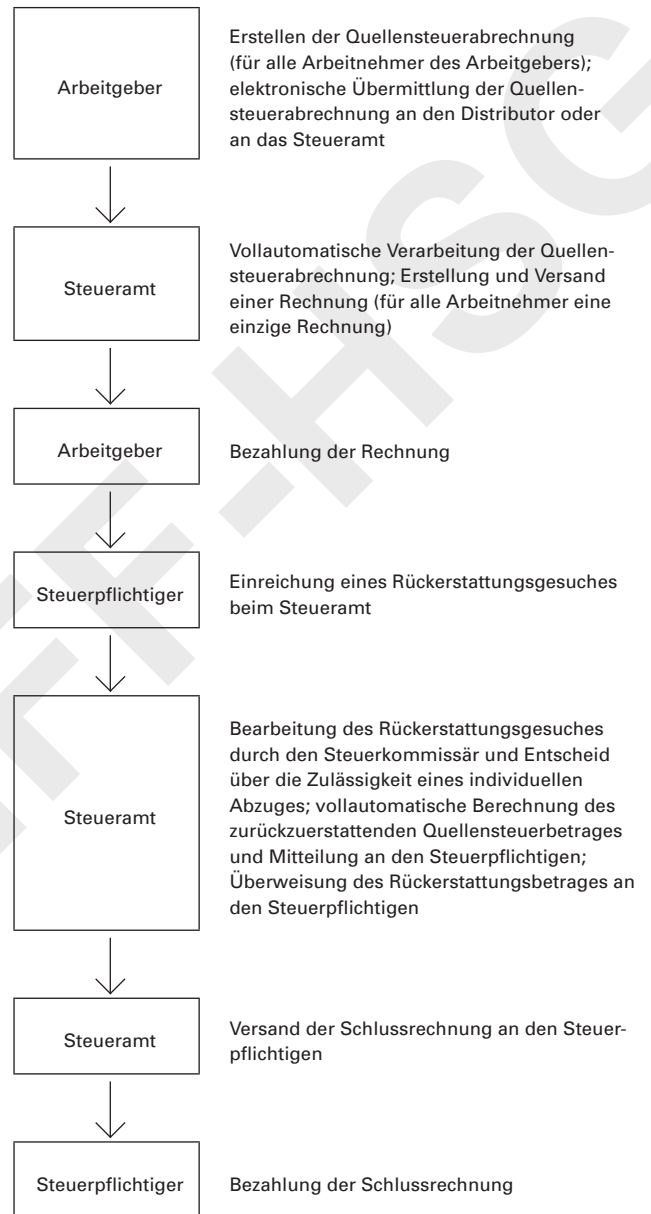 Arbeitgeber
Erstellen der Quellensteuerabrechnung
(für alle Arbeitnehmer des Arbeitgebers);
elektronische Übermittlung der Quellen-
steuerabrechnung an den Distributor oder
an das Steueramt
Steueramt
Vollautomatische Verarbeitung der Quellen-
steuerabrechnung; Erstellung und Versand
einer Rechnung (für alle Arbeitnehmer eine
einzige Rechnung)
Arbeitgeber
Bezahlung der Rechnung
Steuerpflichtiger
Einreichung eines Rückerstattungsgesuches
beim Steueramt
Steueramt
Bearbeitung des Rückerstattungsgesuches
durch den Steuerkommissär und Entscheid
über die Zulässigkeit eines individuellen
Abzuges; vollautomatische Berechnung des
zurückzuerstattenden Quellensteuerbetrages
und Mitteilung an den Steuerpflichtigen;
Überweisung des Rückerstattungsbetrages an
den Steuerpflichtigen
Steueramt
Versand der Schlussrechnung an den Steuer-
pflichtigen
Steuerpflichtiger
Bezahlung der Schlussrechnung
FF-HSG